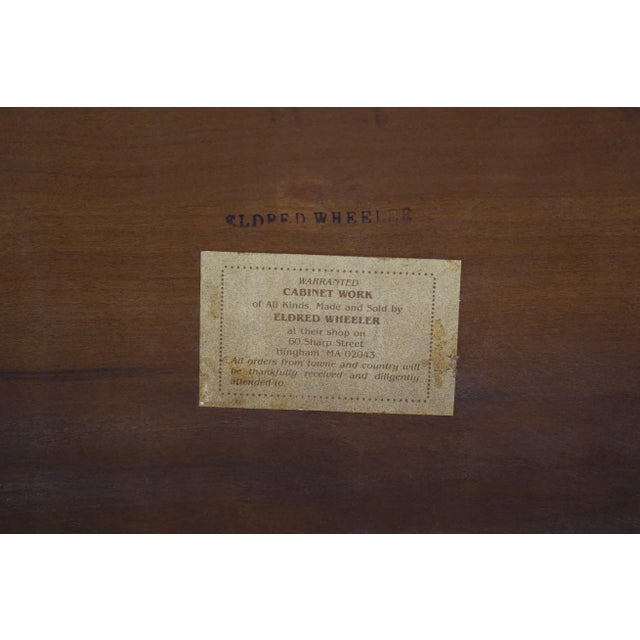 ELDRED WHEELER
WARRANTED
CABINET WORK
of All Kinds, Made and Sold by
ELDRED WHEELER
at their shop on
60 Sharp Street
Hingham, MA 02043
All orders from towne and country will
be thankfully received and diligently
attended to.